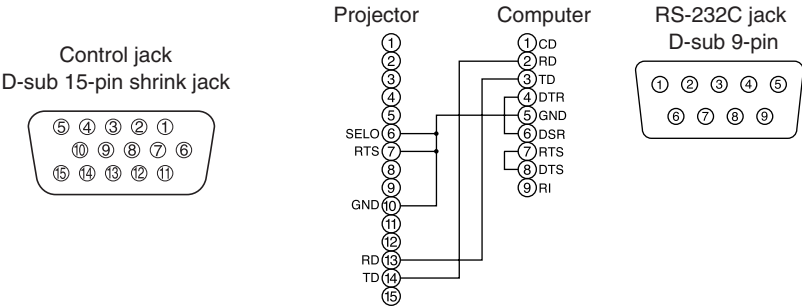 Control jack
D-sub 15-pin shrink jack
⑤ ④ ③ ② ①
⑩ ⑨ ⑧ ⑦ ⑥
⑮ ⑭ ⑬ ⑫ ⑪
Projector
①
②
③
④
⑤
SELO ⑥
RTS ⑦
⑧
⑨
GND ⑩
⑪
⑫
RD ⑬
TD ⑭
⑮
Computer
① CD
② RD
③ TD
④ DTR
⑤ GND
⑥ DSR
⑦ RTS
⑧ DTS
⑨ RI
RS-232C jack
D-sub 9-pin
① ② ③ ④ ⑤
⑥ ⑦ ⑧ ⑨